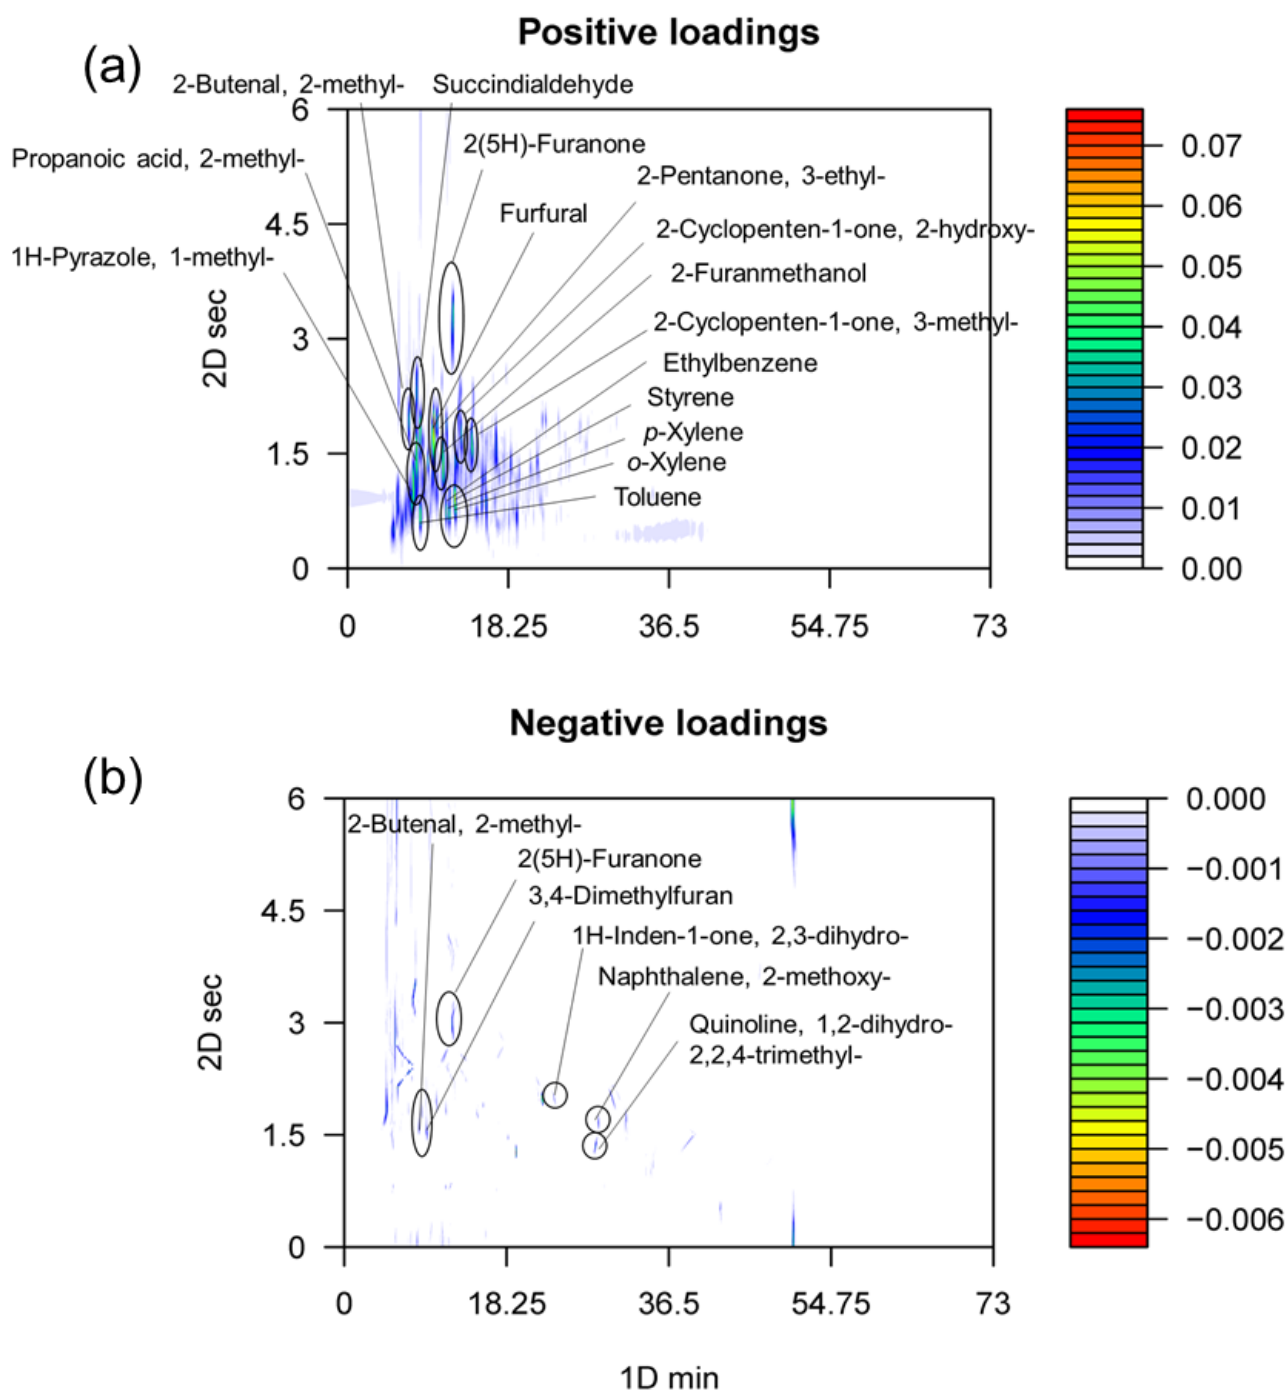 Positive loadings
(a)
2-Butenal, 2-methyl-
Succindialdehyde
6
2(5H)-Furanone
Propanoic acid, 2-methyl-
2-Pentanone, 3-ethyl-
Furfural
4.5
2-Cyclopenten-1-one, 2-hydroxy-
1H-Pyrazole, 1-methyl-
2-Furanmethanol
2-Cyclopenten-1-one, 3-methyl-
3
2D sec
Ethylbenzene
Styrene
p-Xylene
1.5
o-Xylene
Toluene
0
0 18.25 36.5 54.75 73
0.07
0.06
0.05
0.04
0.03
0.02
0.01
0.00
Negative loadings
(b)
6
2-Butenal, 2-methyl-
2(5H)-Furanone
3,4-Dimethylfuran
4.5
1H-Inden-1-one, 2,3-dihydro-
Naphthalene, 2-methoxy-
3
Quinoline, 1,2-dihydro-
2,2,4-trimethyl-
2D sec
1.5
0
0 18.25 36.5 54.75 73
1D min
0.000
−0.001
−0.002
−0.003
−0.004
−0.005
−0.006